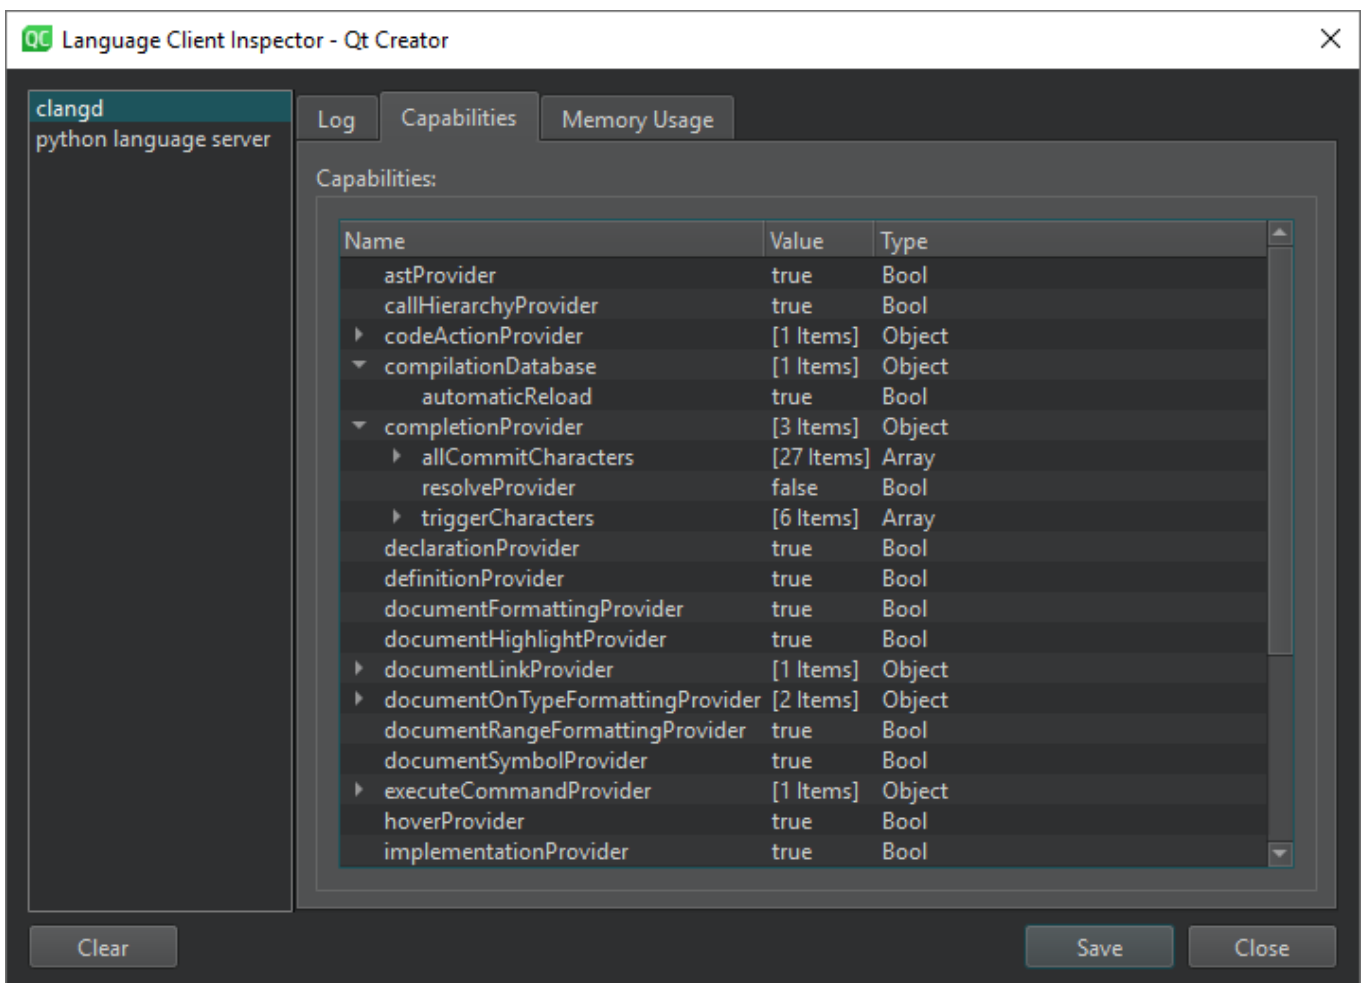 QC Language Client Inspector - Qt Creator
clangd
python language server
Log Capabilities Memory Usage
Capabilities:
Name Value Type
astProvider true Bool
callHierarchyProvider true Bool
codeActionProvider [1 Items] Object
compilationDatabase [1 Items] Object
automaticReload true Bool
completionProvider [3 Items] Object
allCommitCharacters [27 Items] Array
resolveProvider false Bool
triggerCharacters [6 Items] Array
declarationProvider true Bool
definitionProvider true Bool
documentFormattingProvider true Bool
documentHighlightProvider true Bool
documentLinkProvider [1 Items] Object
documentOnTypeFormattingProvider [2 Items] Object
documentRangeFormattingProvider true Bool
documentSymbolProvider true Bool
executeCommandProvider [1 Items] Object
hoverProvider true Bool
implementationProvider true Bool
Clear Save Close